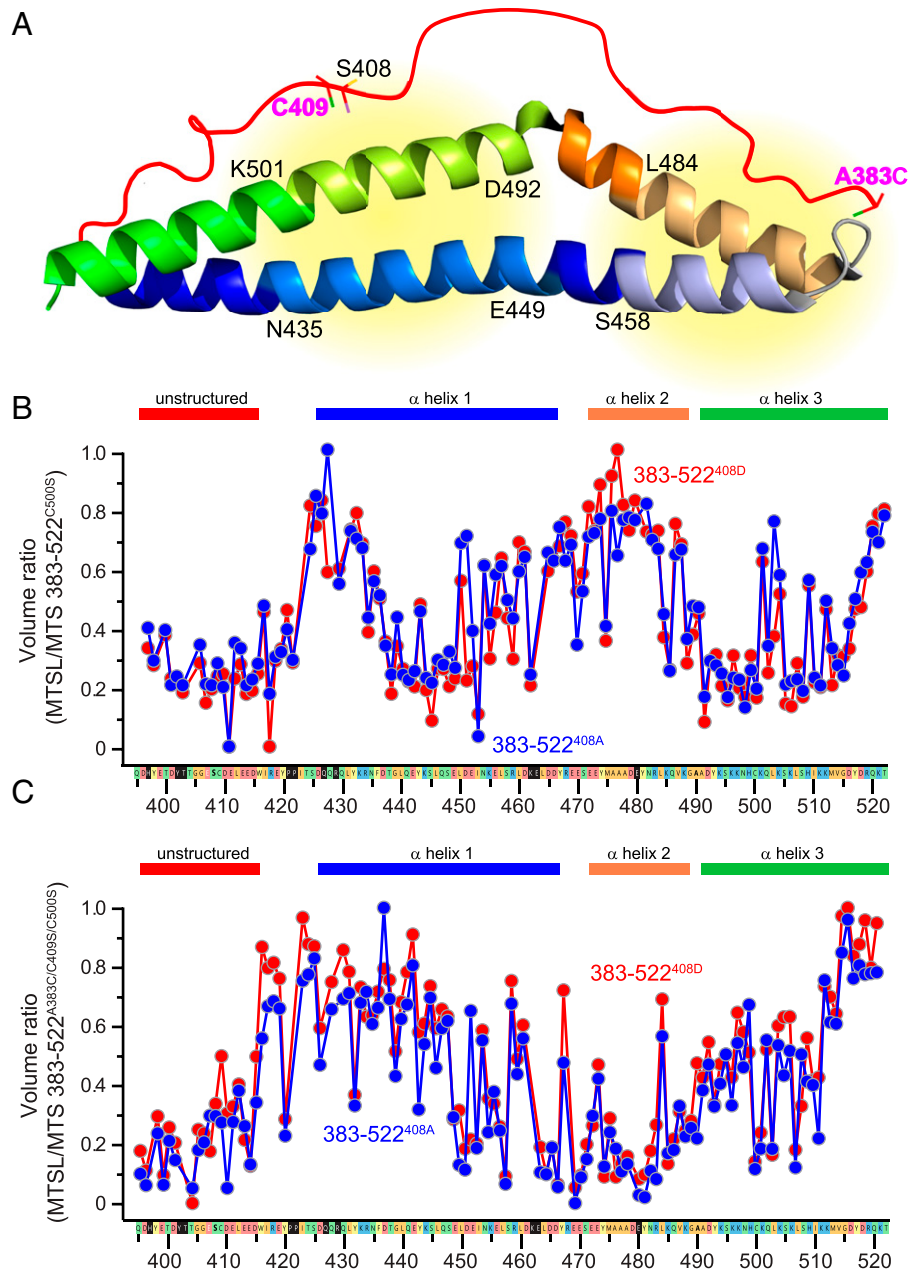 A
S408
C409
K501
D492
L484
A383C
N435
E449
S458
B
unstructured
α helix 1
α helix 2
α helix 3
Volume ratio
(MTSL/MTS 383-522C500S)
1.0
0.8
0.6
0.4
0.2
0
383-522408D
383-522408A
QDHYETDYTTGGESCDELEEDWIREYPPITSDQQRQLYKRNFDTGLQEYKSLQSELDEINKELSRLDKELDDYREESEEYMAAADEYNRLKQVKGAADYKSKKNHCKQLKSKLSHIKKMVGDYDRQKT
400 410 420 430 440 450 460 470 480 490 500 510 520
C
unstructured
α helix 1
α helix 2
α helix 3
Volume ratio
(MTSL/MTS 383-522A383C/C409S/C500S)
1.0
0.8
0.6
0.4
0.2
0
383-522408D
383-522408A
QDHYETDYTTGGESCDELEEDWIREYPPITSDQQRQLYKRNFDTGLQEYKSLQSELDEINKELSRLDKELDDYREESEEYMAAADEYNRLKQVKGAADYKSKKNHCKQLKSKLSHIKKMVGDYDRQKT
400 410 420 430 440 450 460 470 480 490 500 510 520